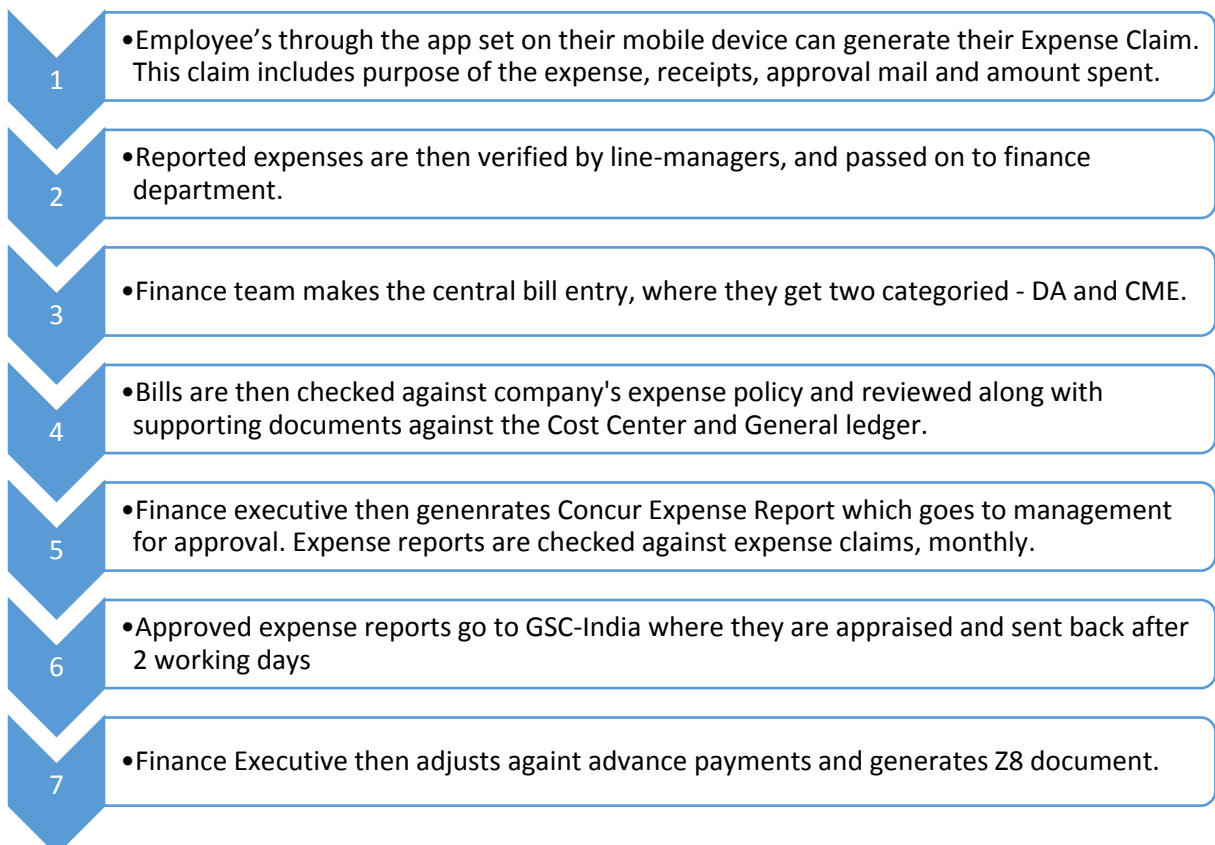 1
•Employee’s through the app set on their mobile device can generate their Expense Claim.
This claim includes purpose of the expense, receipts, approval mail and amount spent.
2
•Reported expenses are then verified by line-managers, and passed on to finance
department.
3
•Finance team makes the central bill entry, where they get two categoried - DA and CME.
4
•Bills are then checked against company's expense policy and reviewed along with
supporting documents against the Cost Center and General ledger.
5
•Finance executive then genenrates Concur Expense Report which goes to management
for approval. Expense reports are checked against expense claims, monthly.
6
•Approved expense reports go to GSC-India where they are appraised and sent back after
2 working days
7
•Finance Executive then adjusts againt advance payments and generates Z8 document.